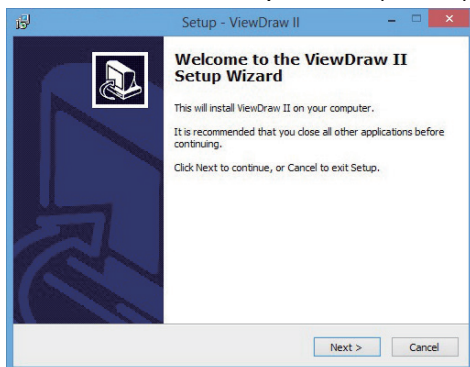 Setup - ViewDraw II
Welcome to the ViewDraw II
Setup Wizard
This will install ViewDraw II on your computer.
It is recommended that you close all other applications before
continuing.
Click Next to continue, or Cancel to exit Setup.
Next >
Cancel